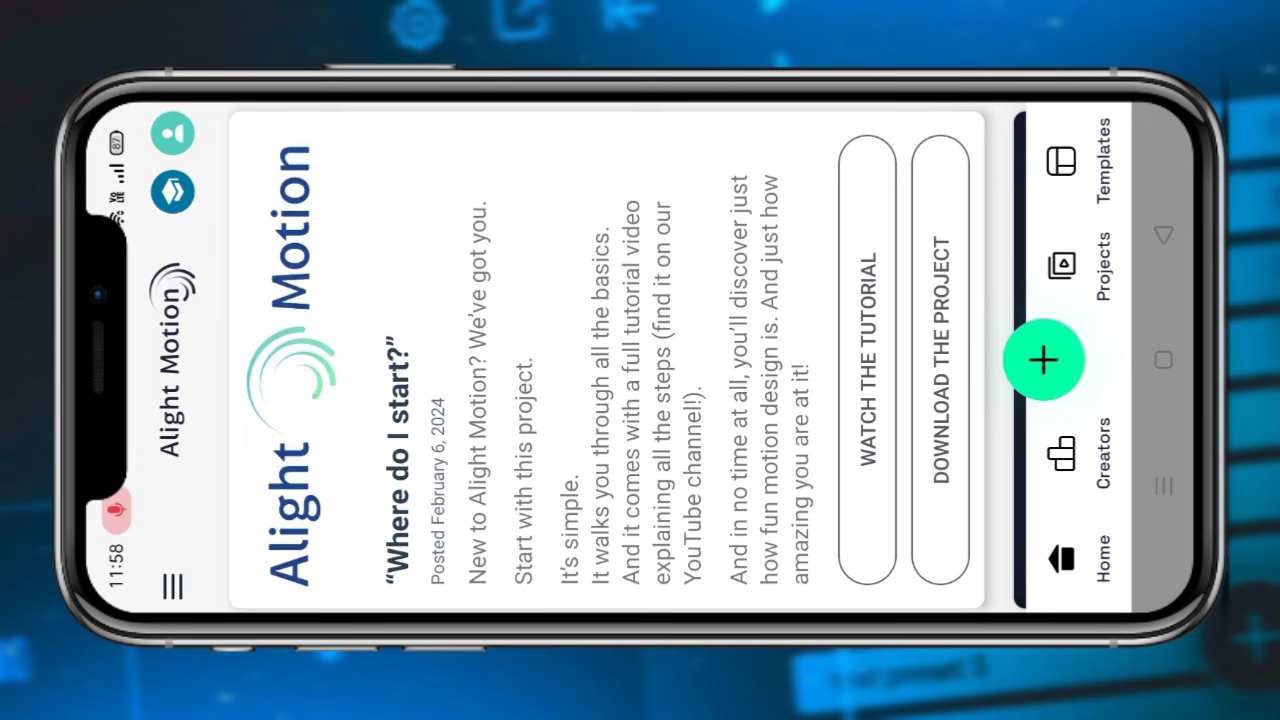 11:58
Vo
LTE
87
Alight Motion
Alight Motion
“Where do I start?”
Posted February 6, 2024
New to Alight Motion? We've got you.
Start with this project.
It's simple.
It walks you through all the basics.
And it comes with a full tutorial video
explaining all the steps (find it on our
YouTube channel!).
And in no time at all, you'll discover just
how fun motion design is. And just how
amazing you are at it!
WATCH THE TUTORIAL
DOWNLOAD THE PROJECT
Home
Creators
Projects
Templates